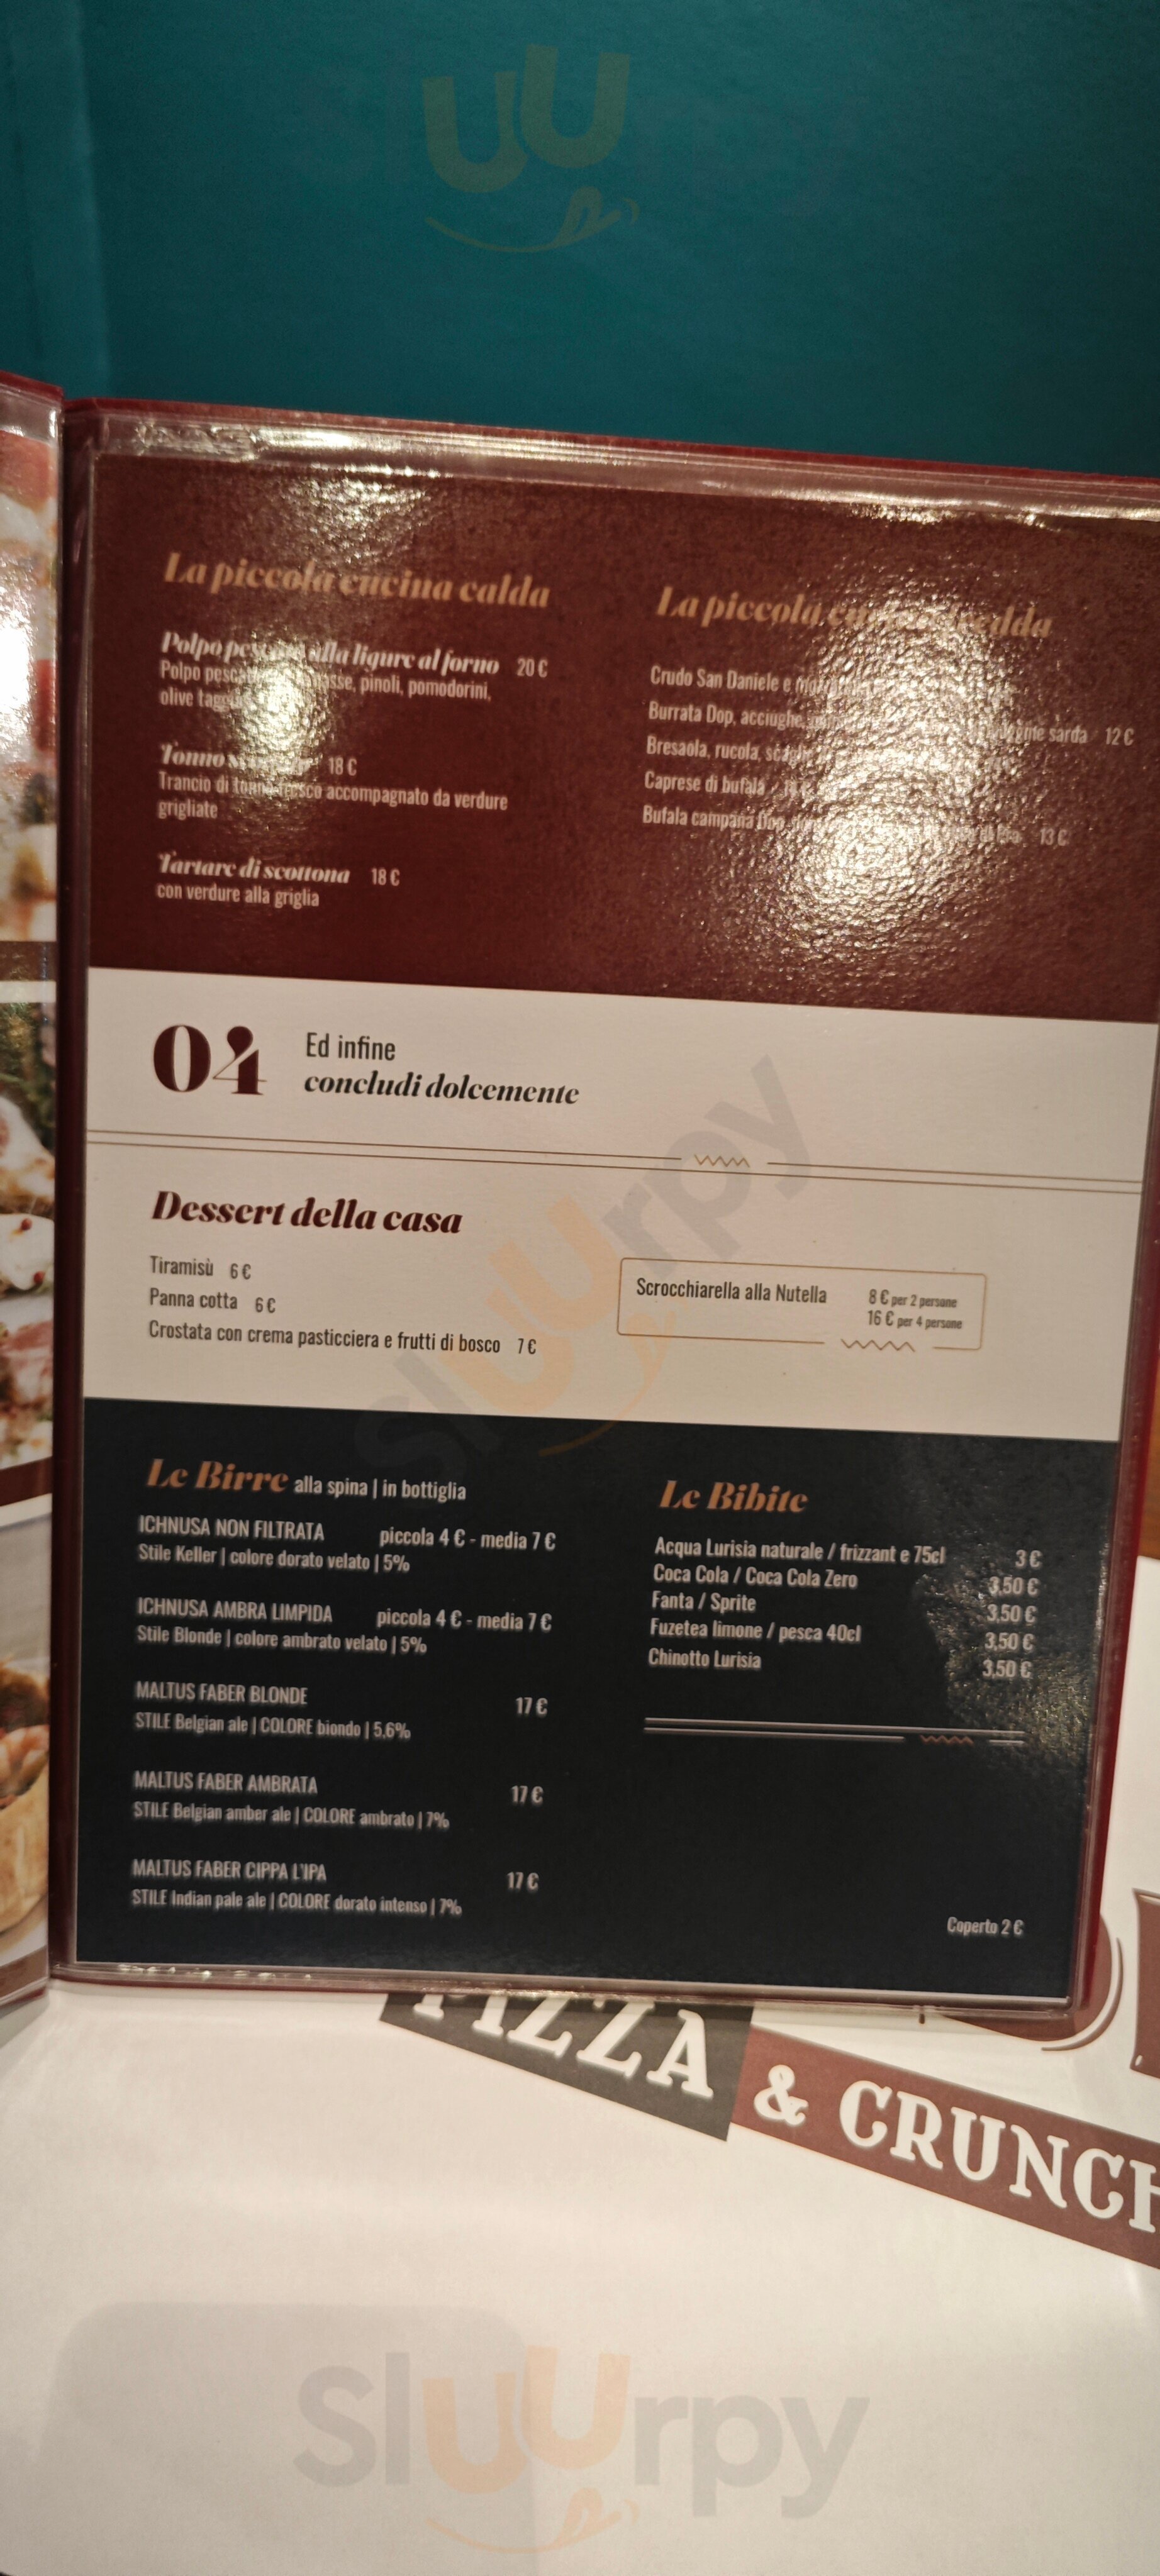 Sluurpy
La piccola cucina calda
Polpo alla ligure al forno 20 €
Polpo pinoli, pomodorini,
olive
Tonno 18 €
Trancio di tonno fresco accompagnato da verdure
grigliate
Tartare di scottona 18 €
con verdure alla griglia
La piccola fredda
Crudo San Daniele e
Burrata Dop, acciughe, sarda 12 €
Bresaola, rucola,
Caprese di bufala
Bufala campana Dop, 13 €
04
Ed infine
concludi dolcemente
Dessert della casa
Tiramisù 6 €
Panna cotta 6 €
Crostata con crema pasticciera e frutti di bosco 7 €
Scrocchiarella alla Nutella 8 € per 2 persone
16 € per 4 persone
Sluurpy
Le Birre alla spina | in bottiglia
ICHNUSA NON FILTRATA piccola 4 € - media 7 €
Stile Keller | colore dorato velato | 5%
ICHNUSA AMBRA LIMPIDA piccola 4 € - media 7 €
Stile Blonde | colore ambrato velato | 5%
MALTUS FABER BLONDE 17 €
STILE Belgian ale | COLORE biondo | 5,6%
MALTUS FABER AMBRATA 17 €
STILE Belgian amber ale | COLORE ambrato | 7%
MALTUS FABER CIPPA L'IPA 17 €
STILE Indian pale ale | COLORE dorato intenso | 7%
Le Bibite
Acqua Lurisia naturale / frizzant e 75cl 3 €
Coca Cola / Coca Cola Zero 3,50 €
Fanta / Sprite 3,50 €
Fuzetea limone / pesca 40cl 3,50 €
Chinotto Lurisia 3,50 €
Coperto 2 €
PIZZA & CRUNCH
Sluurpy